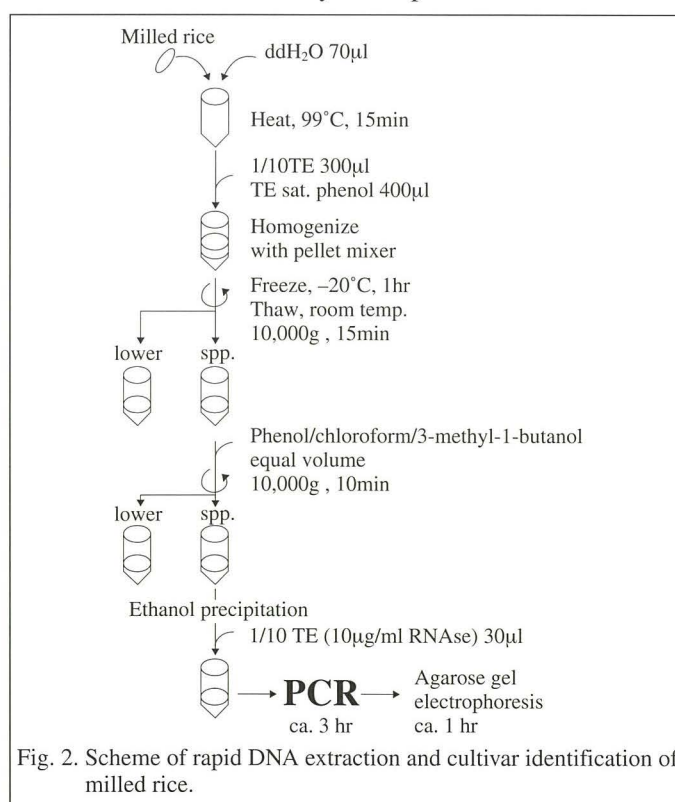 Milled rice
ddH₂O 70µl
Heat, 99˚C, 15min
1/10TE 300µl
TE sat. phenol 400µl
Homogenize
with pellet mixer
Freeze, –20˚C, 1hr
Thaw, room temp.
10,000g , 15min
lower spp.
Phenol/chloroform/3-methyl-1-butanol
equal volume
10,000g , 10min
lower spp.
Ethanol precipitation
1/10 TE (10µg/ml RNAse) 30µl
PCR
ca. 3 hr
Agarose gel
electrophoresis
ca. 1 hr
Fig. 2. Scheme of rapid DNA extraction and cultivar identification of
milled rice.